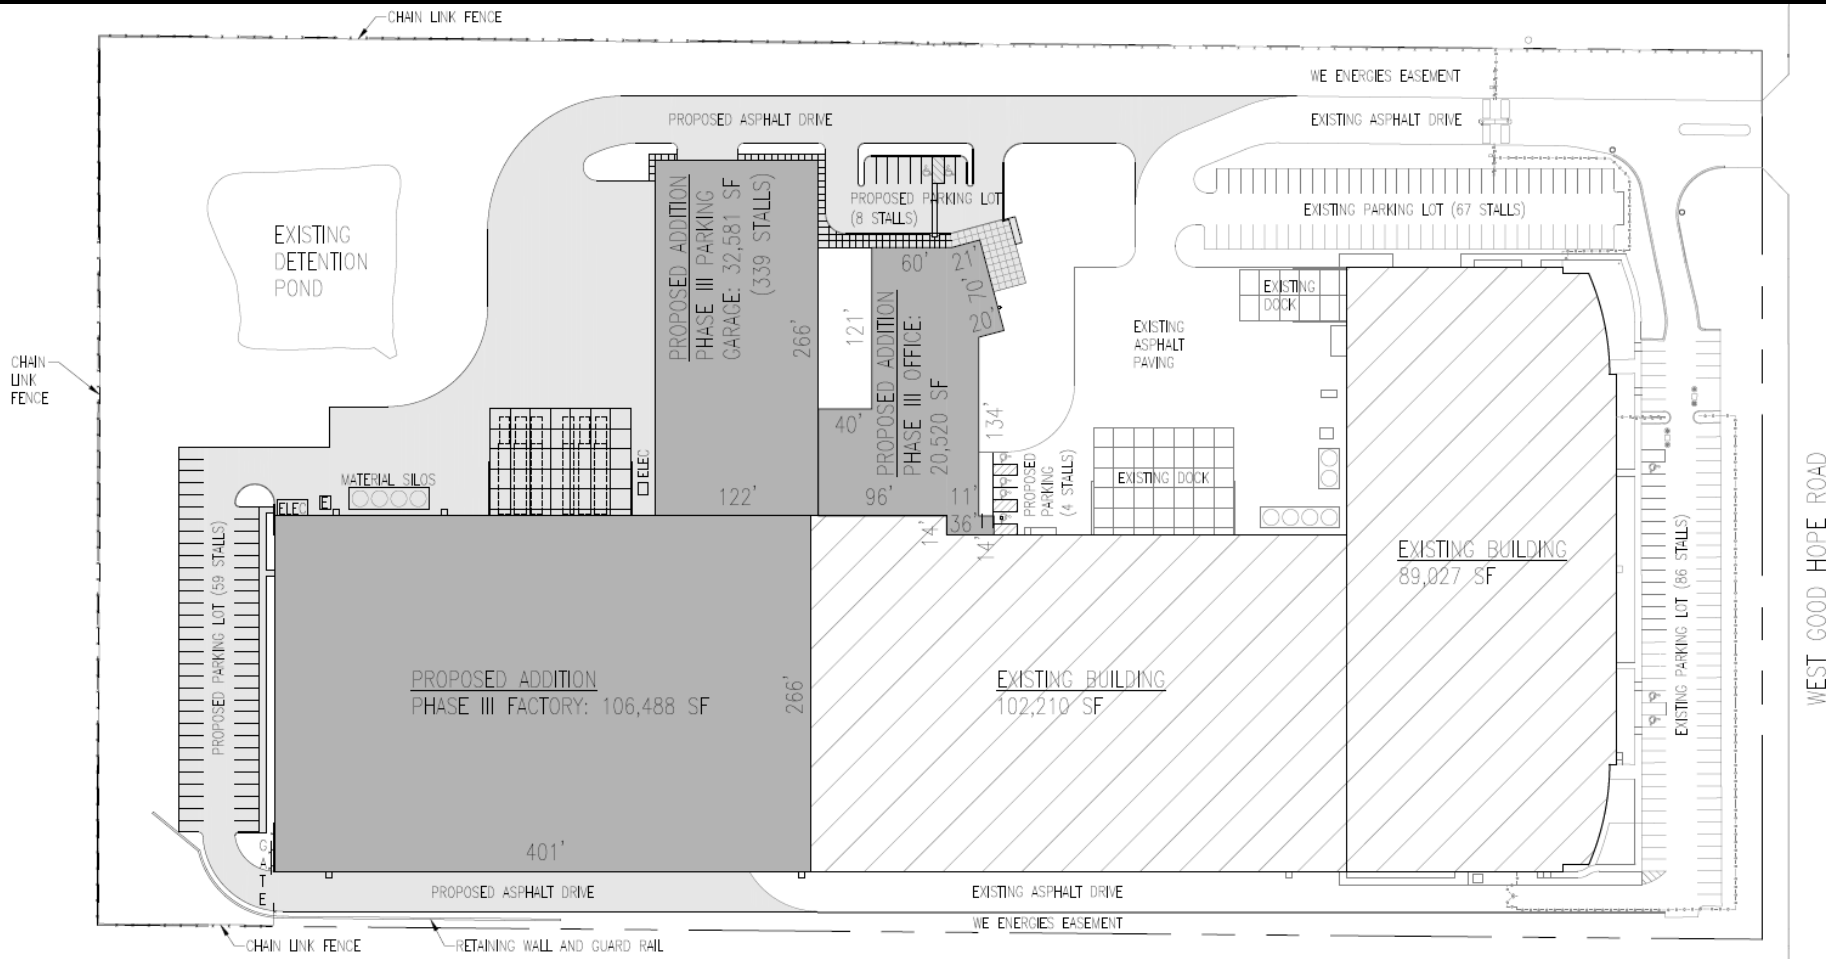 CHAIN LINK FENCE
WE ENERGIES EASEMENT
PROPOSED ASPHALT DRIVE
EXISTING ASPHALT DRIVE
PROPOSED ADDITION
PHASE III PARKING
GARAGE: 32,581 SF
(339 STALLS)
266'
122'
PROPOSED PARKING LOT
(8 STALLS)
EXISTING PARKING LOT (67 STALLS)
EXISTING
DETENTION
POND
60'
21'
70'
20'
121'
40'
PROPOSED ADDITION
PHASE III OFFICE:
20,520 SF
96'
11'
134'
36'
14'
14'
EXISTING
DOCK
EXISTING
ASPHALT
PAVING
CHAIN
LINK
FENCE
PROPOSED
PARKING
(4 STALLS)
EXISTING DOCK
MATERIAL SILOS
ELEC
E
ELEC
PROPOSED PARKING LOT (59 STALLS)
EXISTING BUILDING
89,027 SF
EXISTING PARKING LOT (86 STALLS)
WEST GOOD HOPE ROAD
PROPOSED ADDITION
PHASE III FACTORY: 106,488 SF
266'
401'
EXISTING BUILDING
102,210 SF
GATE
PROPOSED ASPHALT DRIVE
EXISTING ASPHALT DRIVE
WE ENERGIES EASEMENT
CHAIN LINK FENCE
RETAINING WALL AND GUARD RAIL